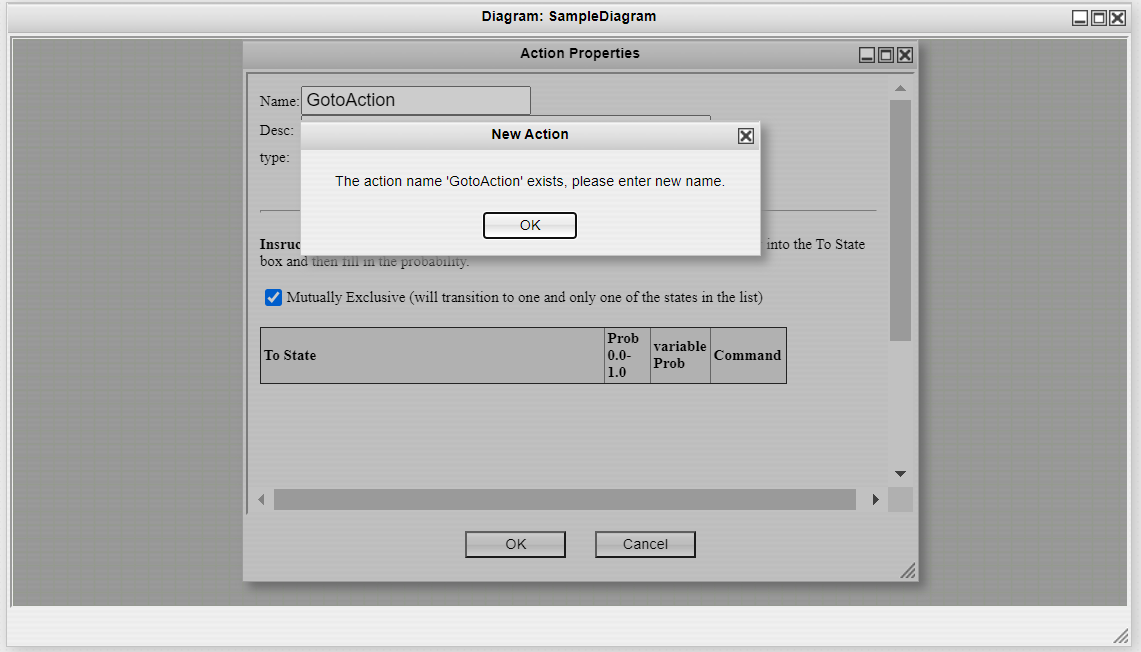 Diagram: SampleDiagram
Action Properties
Name: GotoAction
Desc:
New Action
type:
The action name 'GotoAction' exists, please enter new name.
OK
Insruc into the To State
box and then fill in the probability.
Mutually Exclusive (will transition to one and only one of the states in the list)
To State
Prob
0.0-
1.0
variable
Prob
Command
OK
Cancel